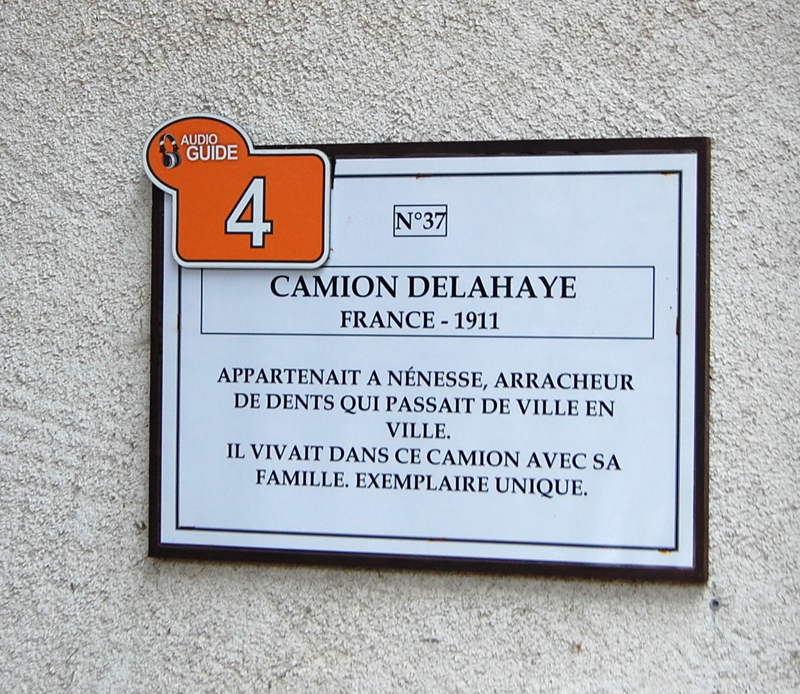 AUDIO
GUIDE
4
N°37
CAMION DELAHAYE
FRANCE - 1911
APPARTENAIT A NÉNESSE, ARRACHEUR
DE DENTS QUI PASSAIT DE VILLE EN
VILLE.
IL VIVAIT DANS CE CAMION AVEC SA
FAMILLE. EXEMPLAIRE UNIQUE.